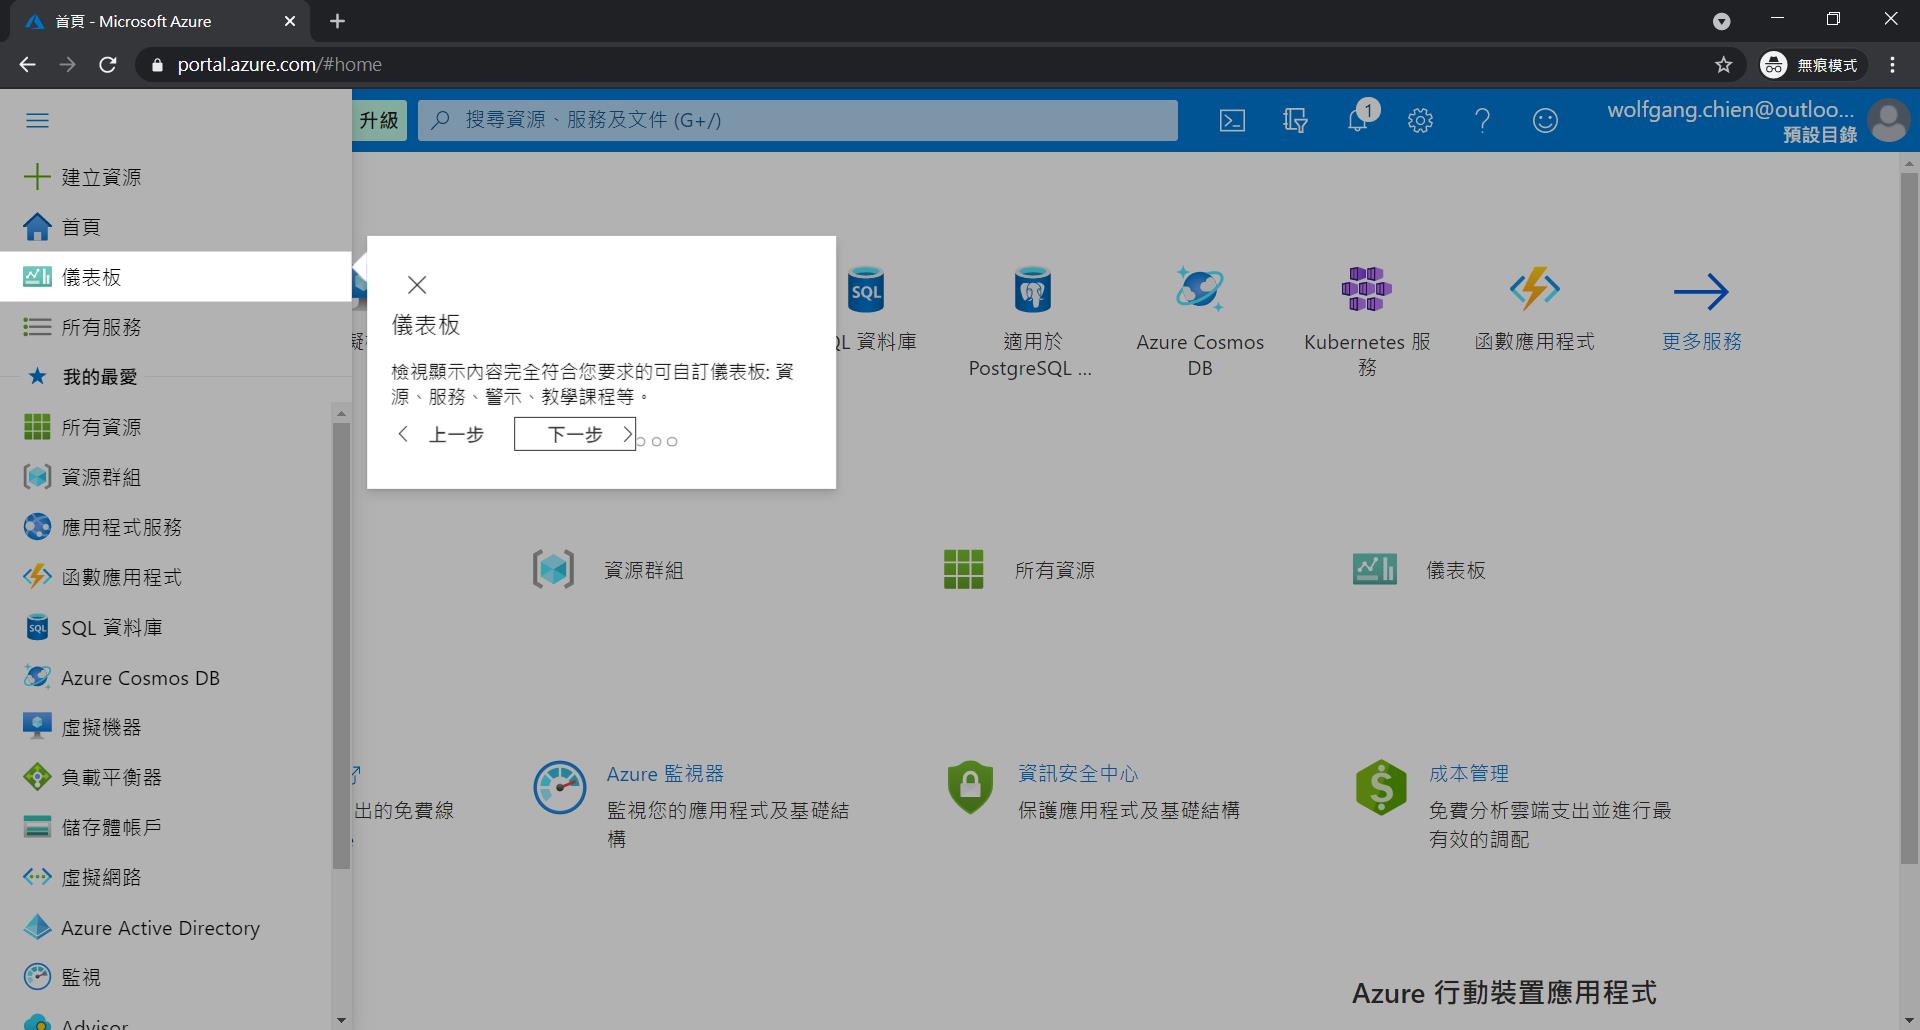 首頁 - Microsoft Azure
portal.azure.com/#home
無痕模式
升級
搜尋資源、服務及文件 (G+/)
1
wolfgang.chien@outloo...
預設目錄
建立資源
首頁
儀表板
所有服務
我的最愛
所有資源
資源群組
應用程式服務
函數應用程式
SQL 資料庫
Azure Cosmos DB
虛擬機器
負載平衡器
儲存體帳戶
虛擬網路
Azure Active Directory
監視
Advisor
儀表板
檢視顯示內容完全符合您要求的可自訂儀表板: 資
源、服務、警示、教學課程等。
上一步
下一步
SQL
L 資料庫
適用於
PostgreSQL ...
Azure Cosmos
DB
Kubernetes 服
務
函數應用程式
更多服務
資源群組
所有資源
儀表板
出的免費線
Azure 監視器
監視您的應用程式及基礎結
構
資訊安全中心
保護應用程式及基礎結構
成本管理
免費分析雲端支出並進行最
有效的調配
Azure 行動裝置應用程式